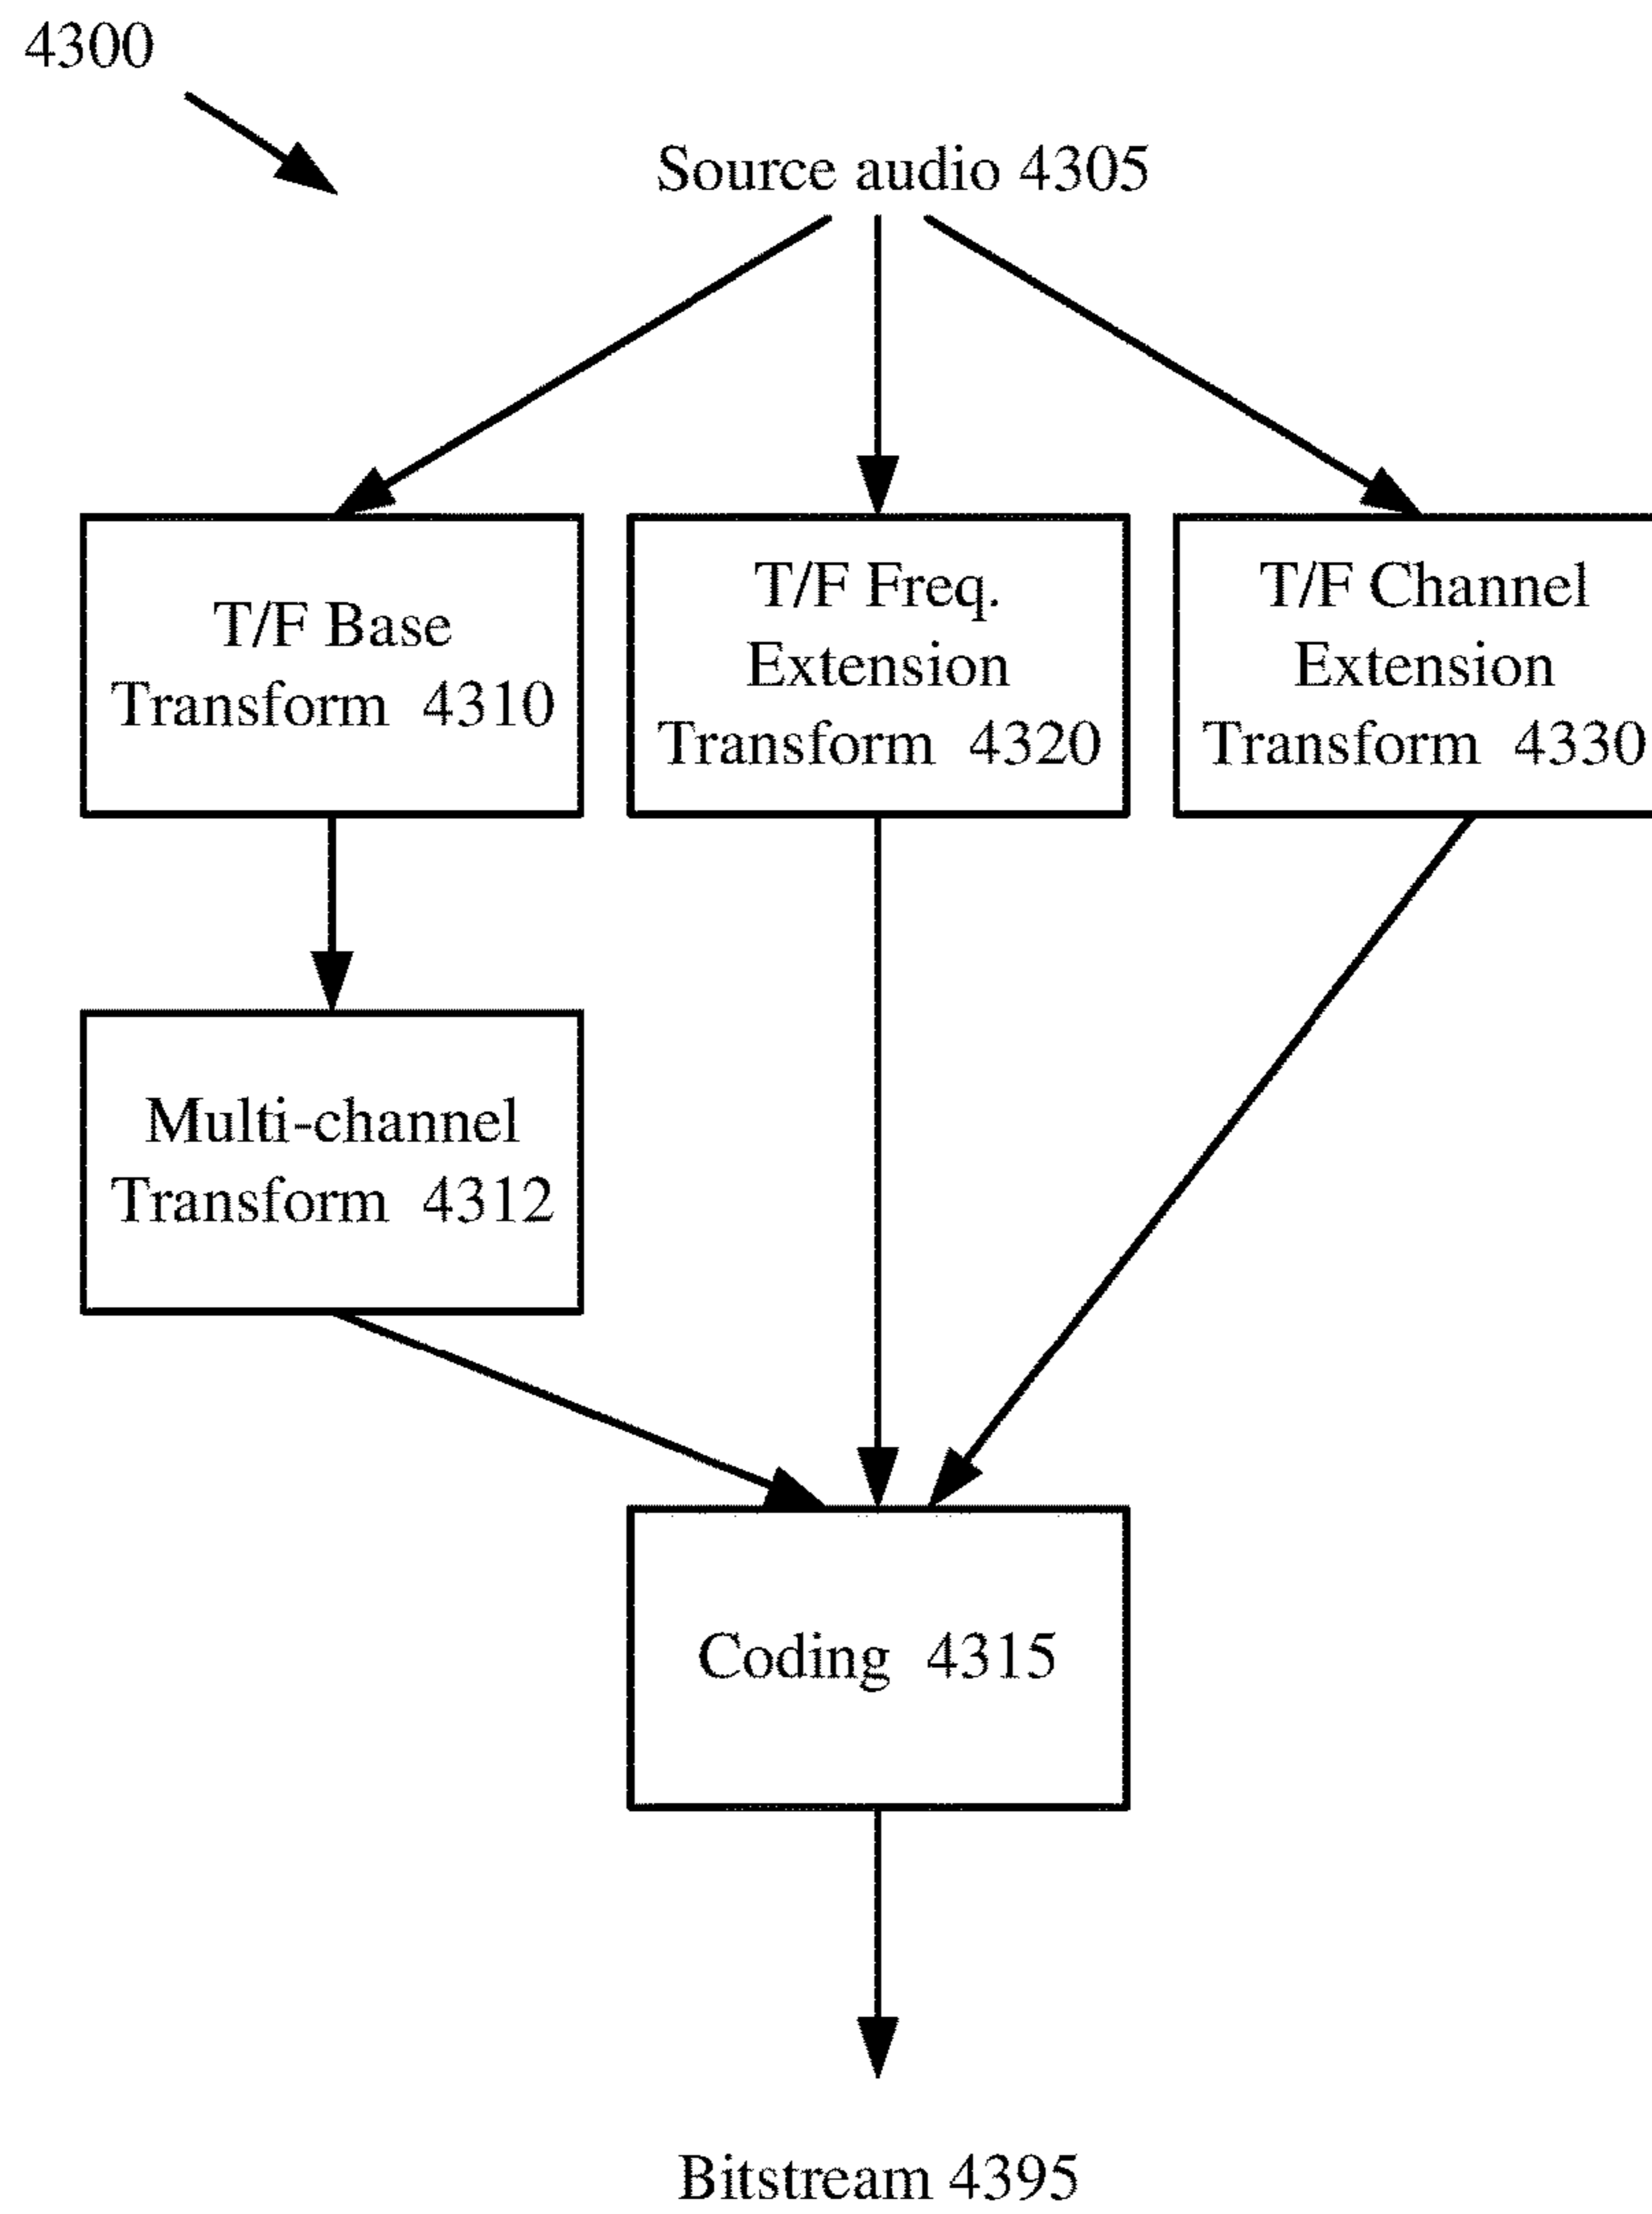 4300
Source audio 4305
T/F Base
Transform 4310
T/F Freq.
Extension
Transform 4320
T/F Channel
Extension
Transform 4330
Multi-channel
Transform 4312
Coding 4315
Bitstream 4395